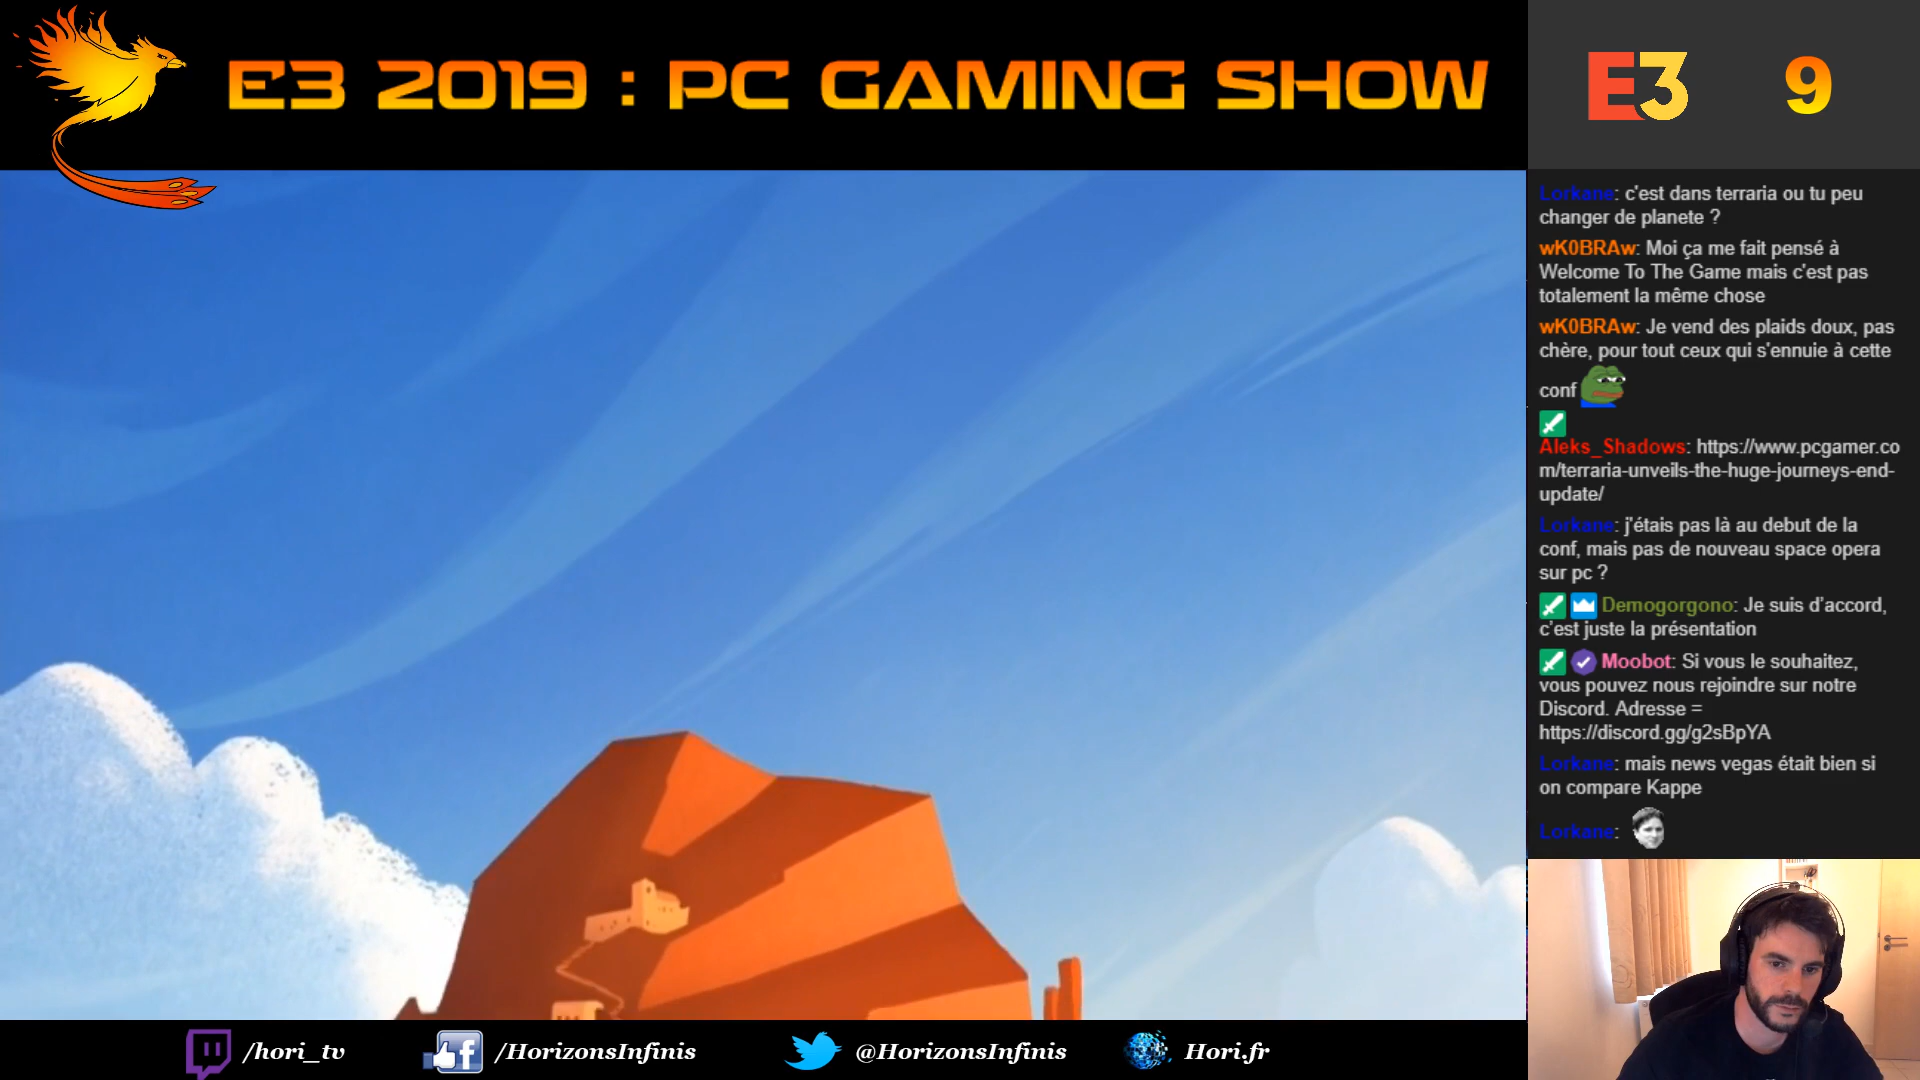 E3 2019 : PC GAMING SHOW
E3
9
Lorkane: c'est dans terraria ou tu peu
changer de planete ?
wK0BRAw: Moi ça me fait pensé à
Welcome To The Game mais c'est pas
totalement la même chose
wK0BRAw: Je vend des plaids doux, pas
chère, pour tout ceux qui s'ennuie à cette
conf
Aleks_Shadows: https://www.pcgamer.co
m/terraria-unveils-the-huge-journeys-end-
update/
Lorkane: j'étais pas là au debut de la
conf, mais pas de nouveau space opera
sur pc ?
Demogorgono: Je suis d’accord,
c’est juste la présentation
Moobot: Si vous le souhaitez,
vous pouvez nous rejoindre sur notre
Discord. Adresse =
https://discord.gg/g2sBpYA
Lorkane: mais news vegas était bien si
on compare Kappe
Lorkane:
/hori_tv
f
/HorizonsInfinis
@HorizonsInfinis
Hori.fr